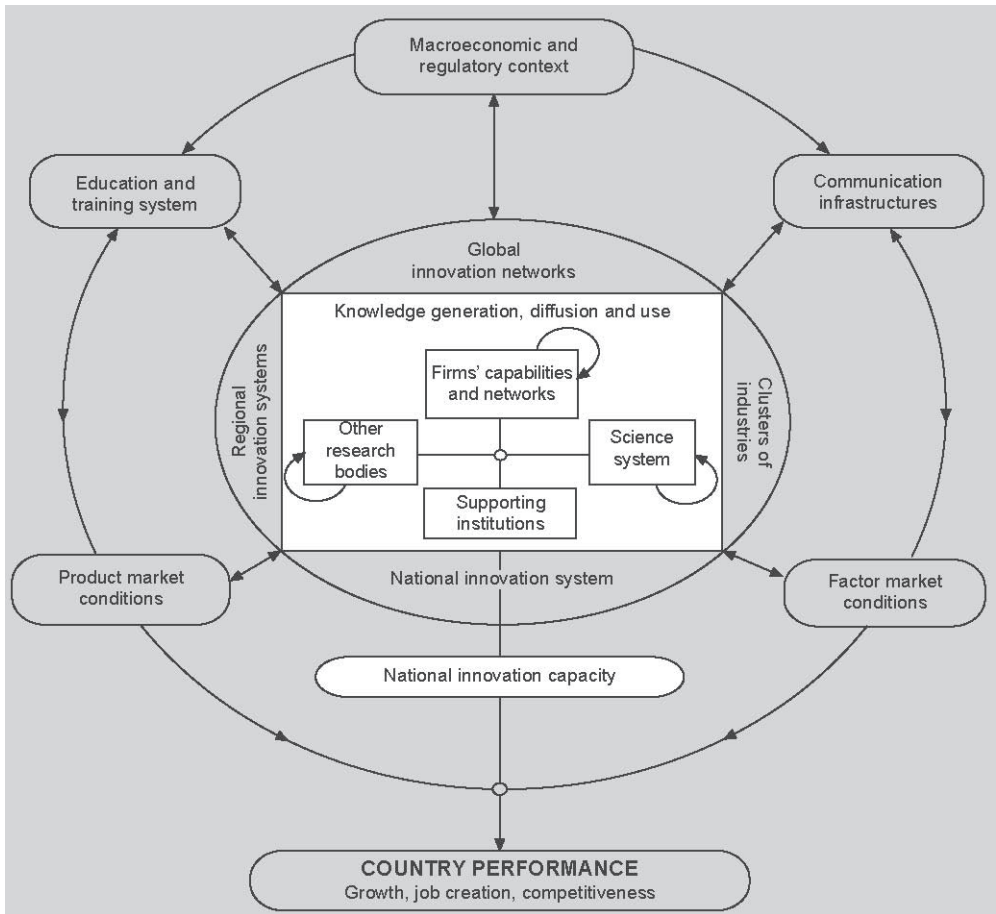 Macroeconomic and
regulatory context
Education and
training system
Communication
infrastructures
Global
innovation networks
Knowledge generation, diffusion and use
Regional
innovation systems
Clusters of
industries
Firms' capabilities
and networks
Other
research
bodies
Science
system
Supporting
institutions
Product market
conditions
National innovation system
Factor market
conditions
National innovation capacity
COUNTRY PERFORMANCE
Growth, job creation, competitiveness